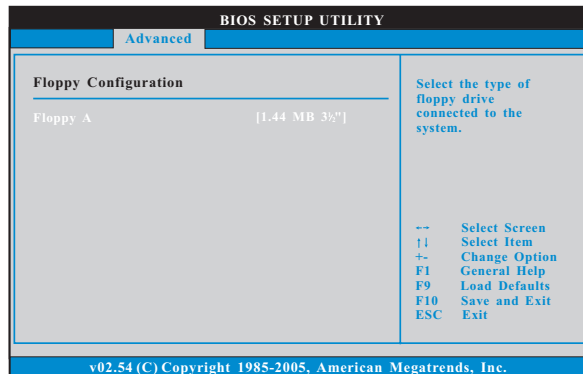 BIOS SETUP UTILITY
Advanced
Floppy Configuration
Floppy A [1.44 MB 3½"]
Select the type of
floppy drive
connected to the
system.
←→ Select Screen
↑↓ Select Item
+- Change Option
F1 General Help
F9 Load Defaults
F10 Save and Exit
ESC Exit
v02.54 (C) Copyright 1985-2005, American Megatrends, Inc.